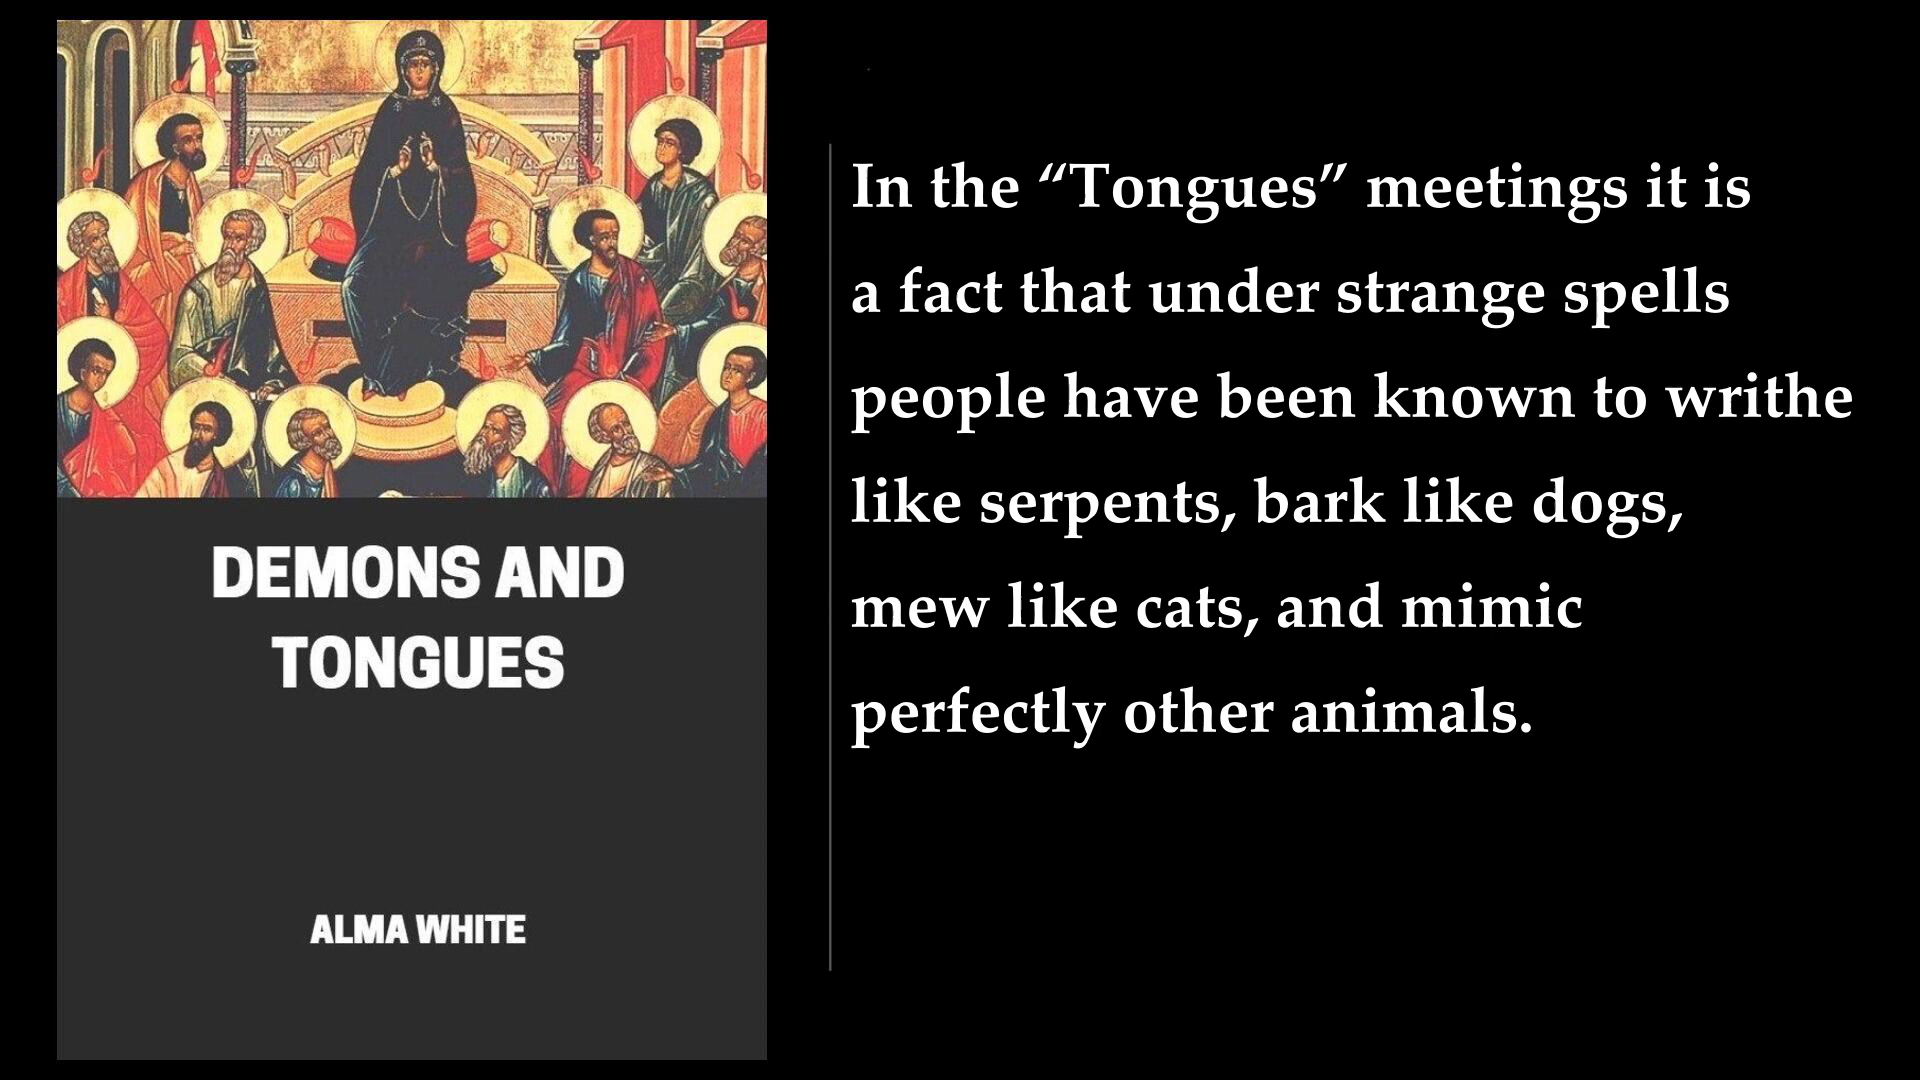 DEMONS AND
TONGUES
ALMA WHITE
In the “Tongues” meetings it is
a fact that under strange spells
people have been known to writhe
like serpents, bark like dogs,
mew like cats, and mimic
perfectly other animals.